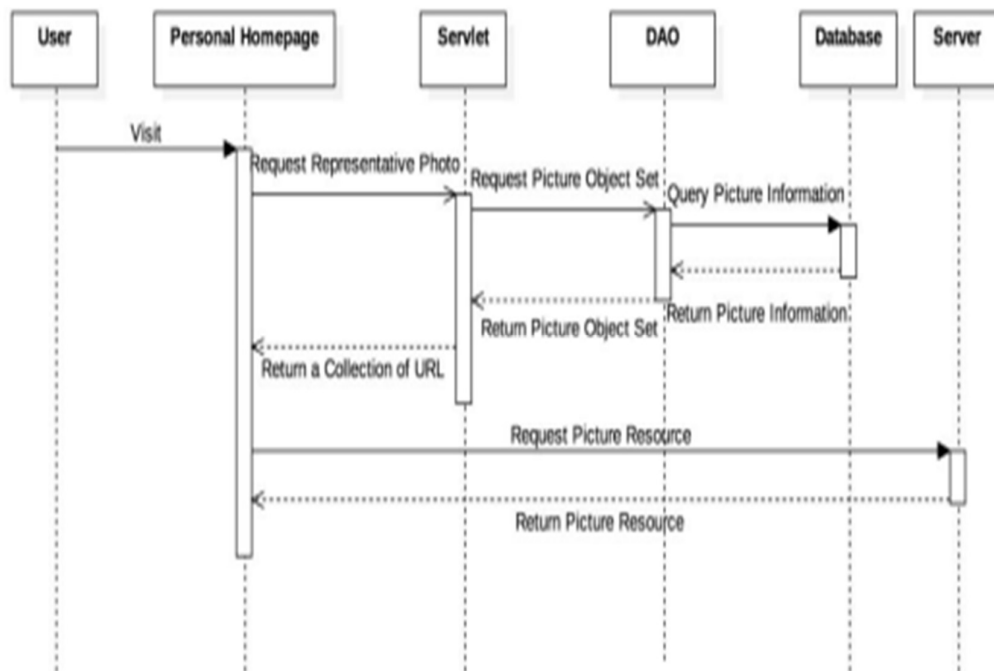 User
Personal Homepage
Servlet
DAO
Database
Server
Visit
Request Representative Photo
Request Picture Object Set
Query Picture Information
Return Picture Information
Return Picture Object Set
Return a Collection of URL
Request Picture Resource
Return Picture Resource